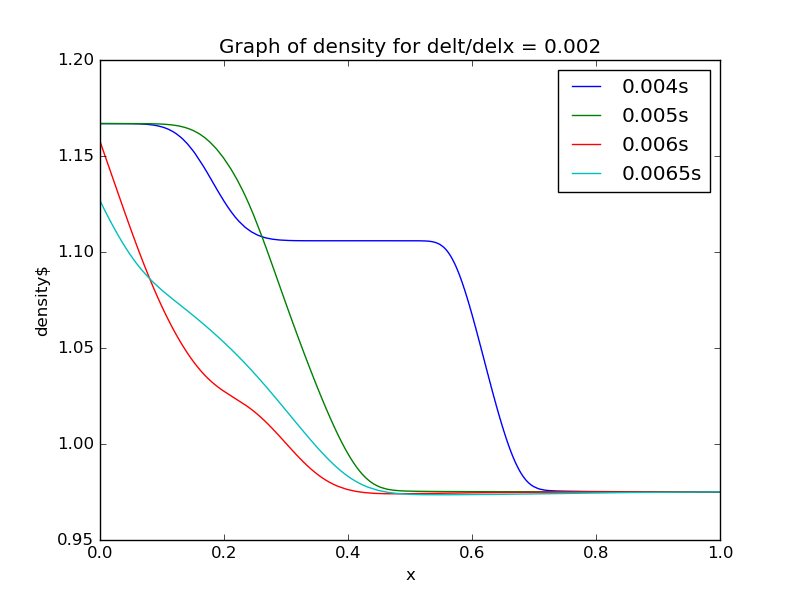 Graph of density for delt/delx = 0.002
1.20
1.15
1.10
1.05
1.00
0.95
density$
0.0 0.2 0.4 0.6 0.8 1.0
x
0.004s
0.005s
0.006s
0.0065s